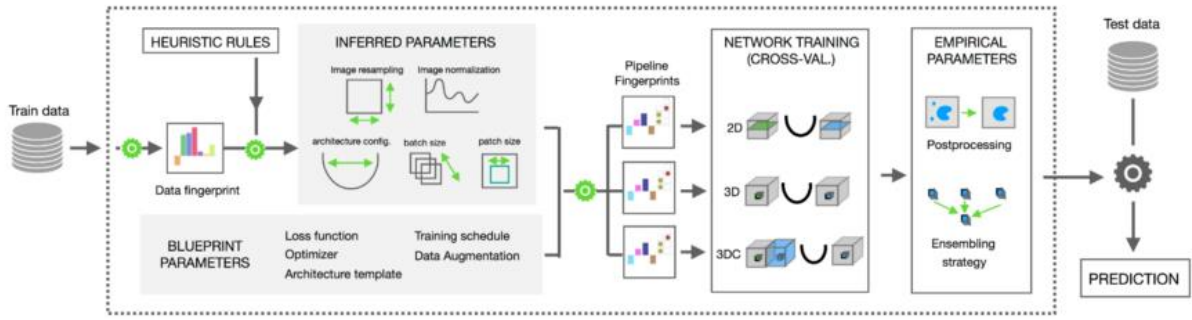 Train data
HEURISTIC RULES
Data fingerprint
INFERRED PARAMETERS
Image resampling
Image normalization
architecture config.
batch size
patch size
BLUEPRINT
PARAMETERS
Loss function
Optimizer
Architecture template
Training schedule
Data Augmentation
Pipeline
Fingerprints
NETWORK TRAINING
(CROSS-VAL.)
2D
3D
3DC
EMPIRICAL
PARAMETERS
Postprocessing
Ensembling
strategy
Test data
PREDICTION